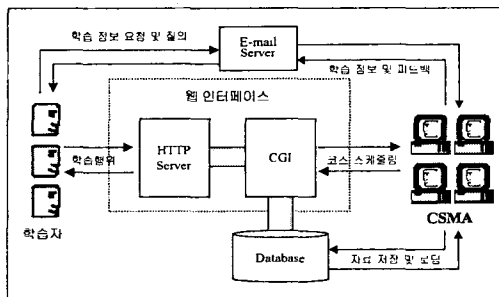 학습 정보 요청 및 질의
E-mail
Server
학습 정보 및 피드백
웹 인터페이스
HTTP
Server
CGI
학습행위
코스 스케줄링
학습자
CSMA
Database
자료 저장 및 로딩